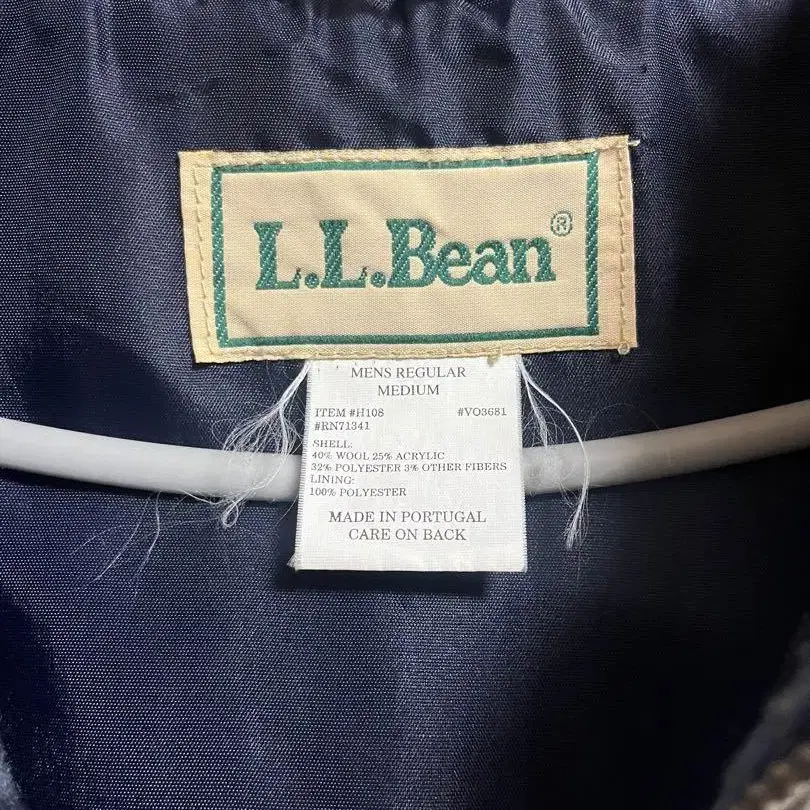 L.L.Bean®
MENS REGULAR
MEDIUM
ITEM #H108 #VO3681
#RN71341
SHELL:
40% WOOL 25% ACRYLIC
32% POLYESTER 3% OTHER FIBERS
LINING:
100% POLYESTER
MADE IN PORTUGAL
CARE ON BACK